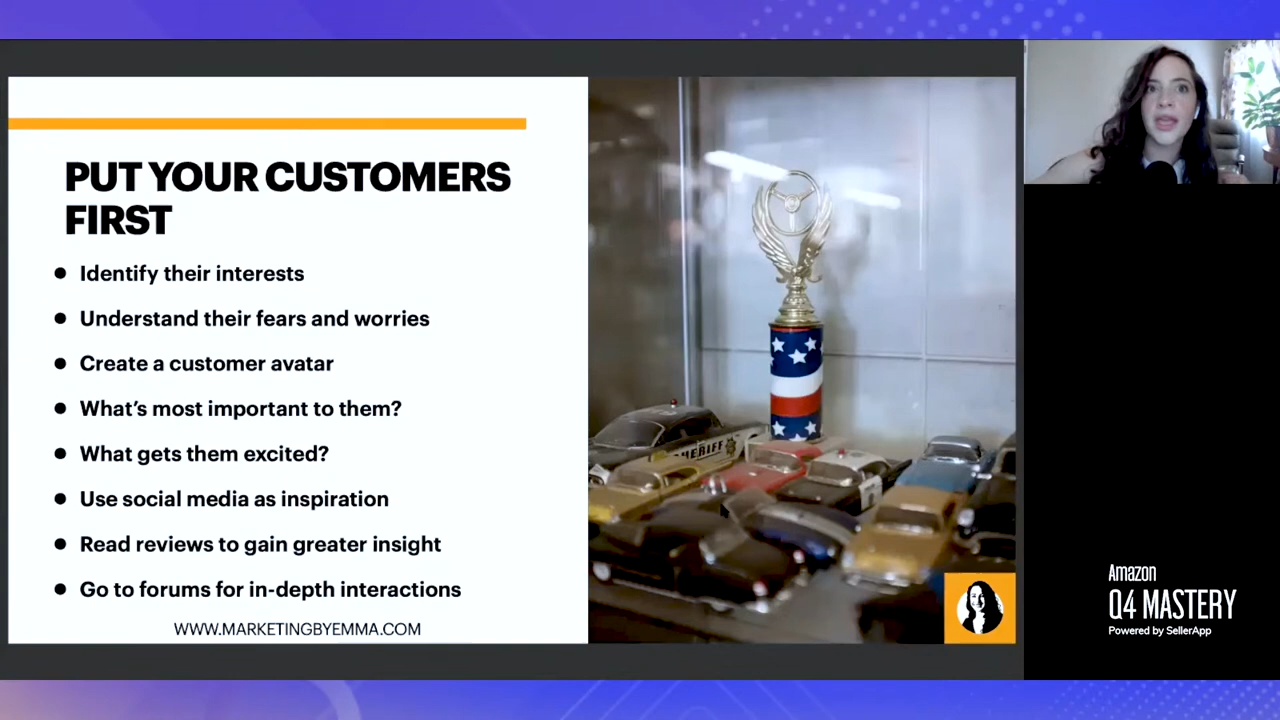 PUT YOUR CUSTOMERS
FIRST
● Identify their interests
● Understand their fears and worries
● Create a customer avatar
● What's most important to them?
● What gets them excited?
● Use social media as inspiration
● Read reviews to gain greater insight
● Go to forums for in-depth interactions
WWW.MARKETINGBYEMMA.COM
SHERIFF
Amazon
Q4 MASTERY
Powered by SellerApp